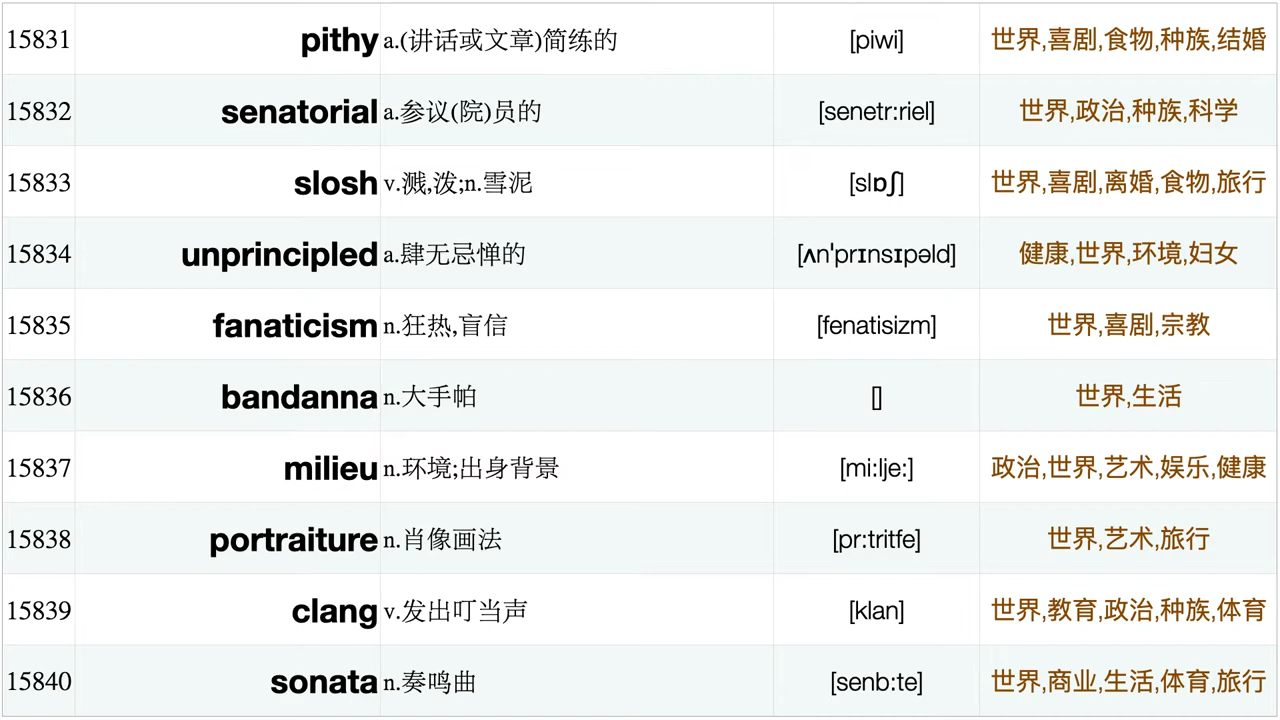 15831 pithy a.(讲话或文章)简练的 [piwi] 世界,喜剧,食物,种族,结婚
15832 senatorial a.参议(院)员的 [senetr:riel] 世界,政治,种族,科学
15833 slosh v.溅,泼;n.雪泥 [slɒʃ] 世界,喜剧,离婚,食物,旅行
15834 unprincipled a.肆无忌惮的 [ʌn'prɪnsɪpəld] 健康,世界,环境,妇女
15835 fanaticism n.狂热,盲信 [fenatisizm] 世界,喜剧,宗教
15836 bandanna n.大手帕 [] 世界,生活
15837 milieu n.环境;出身背景 [mi:lje:] 政治,世界,艺术,娱乐,健康
15838 portraiture n.肖像画法 [pr:tritfe] 世界,艺术,旅行
15839 clang v.发出叮当声 [klan] 世界,教育,政治,种族,体育
15840 sonata n.奏鸣曲 [senb:te] 世界,商业,生活,体育,旅行